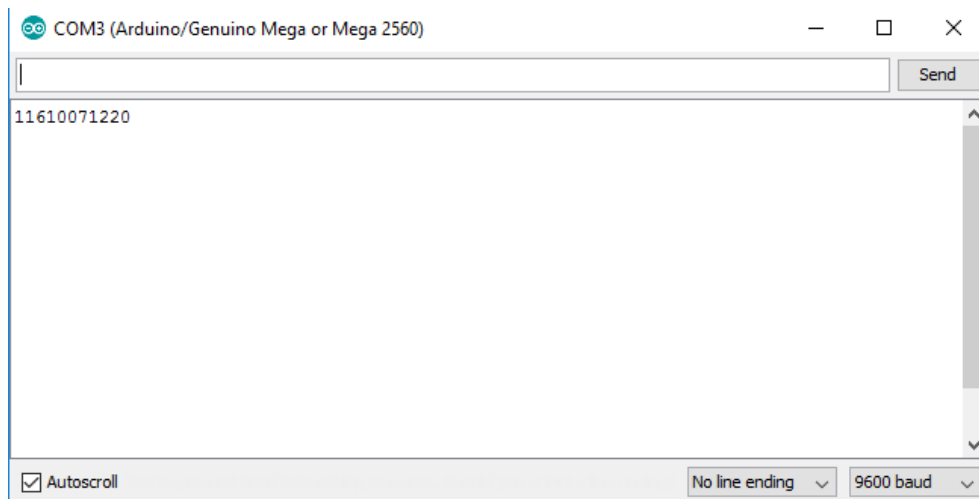 COM3 (Arduino/Genuino Mega or Mega 2560)
Send
11610071220
Autoscroll
No line ending
9600 baud